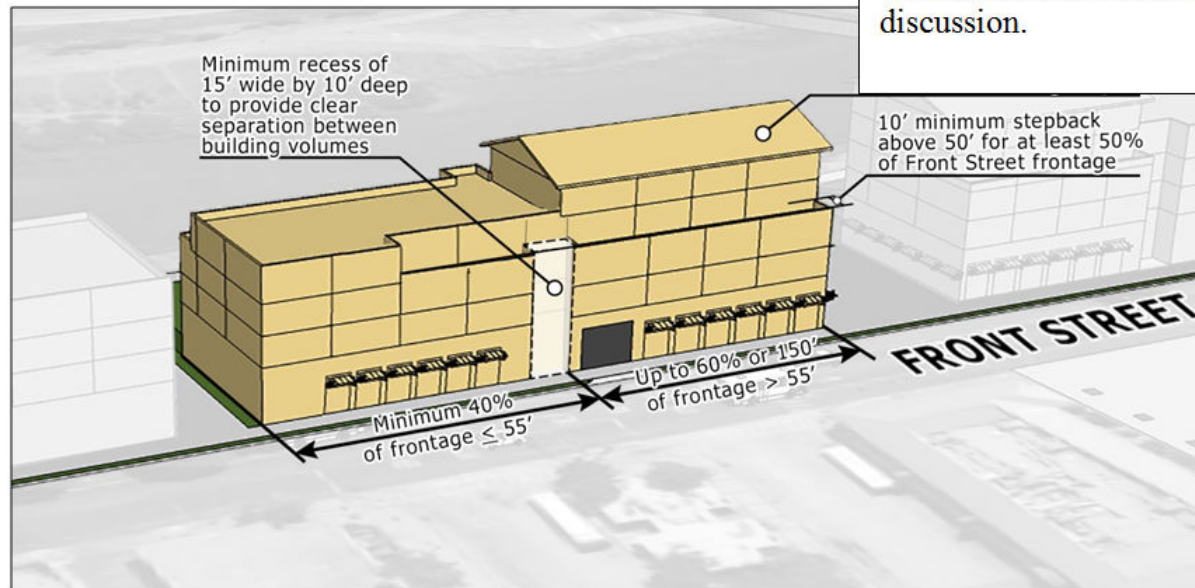 discussion.
Minimum recess of
15' wide by 10' deep
to provide clear
separation between
building volumes
10' minimum stepback
above 50' for at least 50%
of Front Street frontage
FRONT STREET
Minimum 40%
of frontage ≤ 55'
Up to 60% or 150'
of frontage > 55'